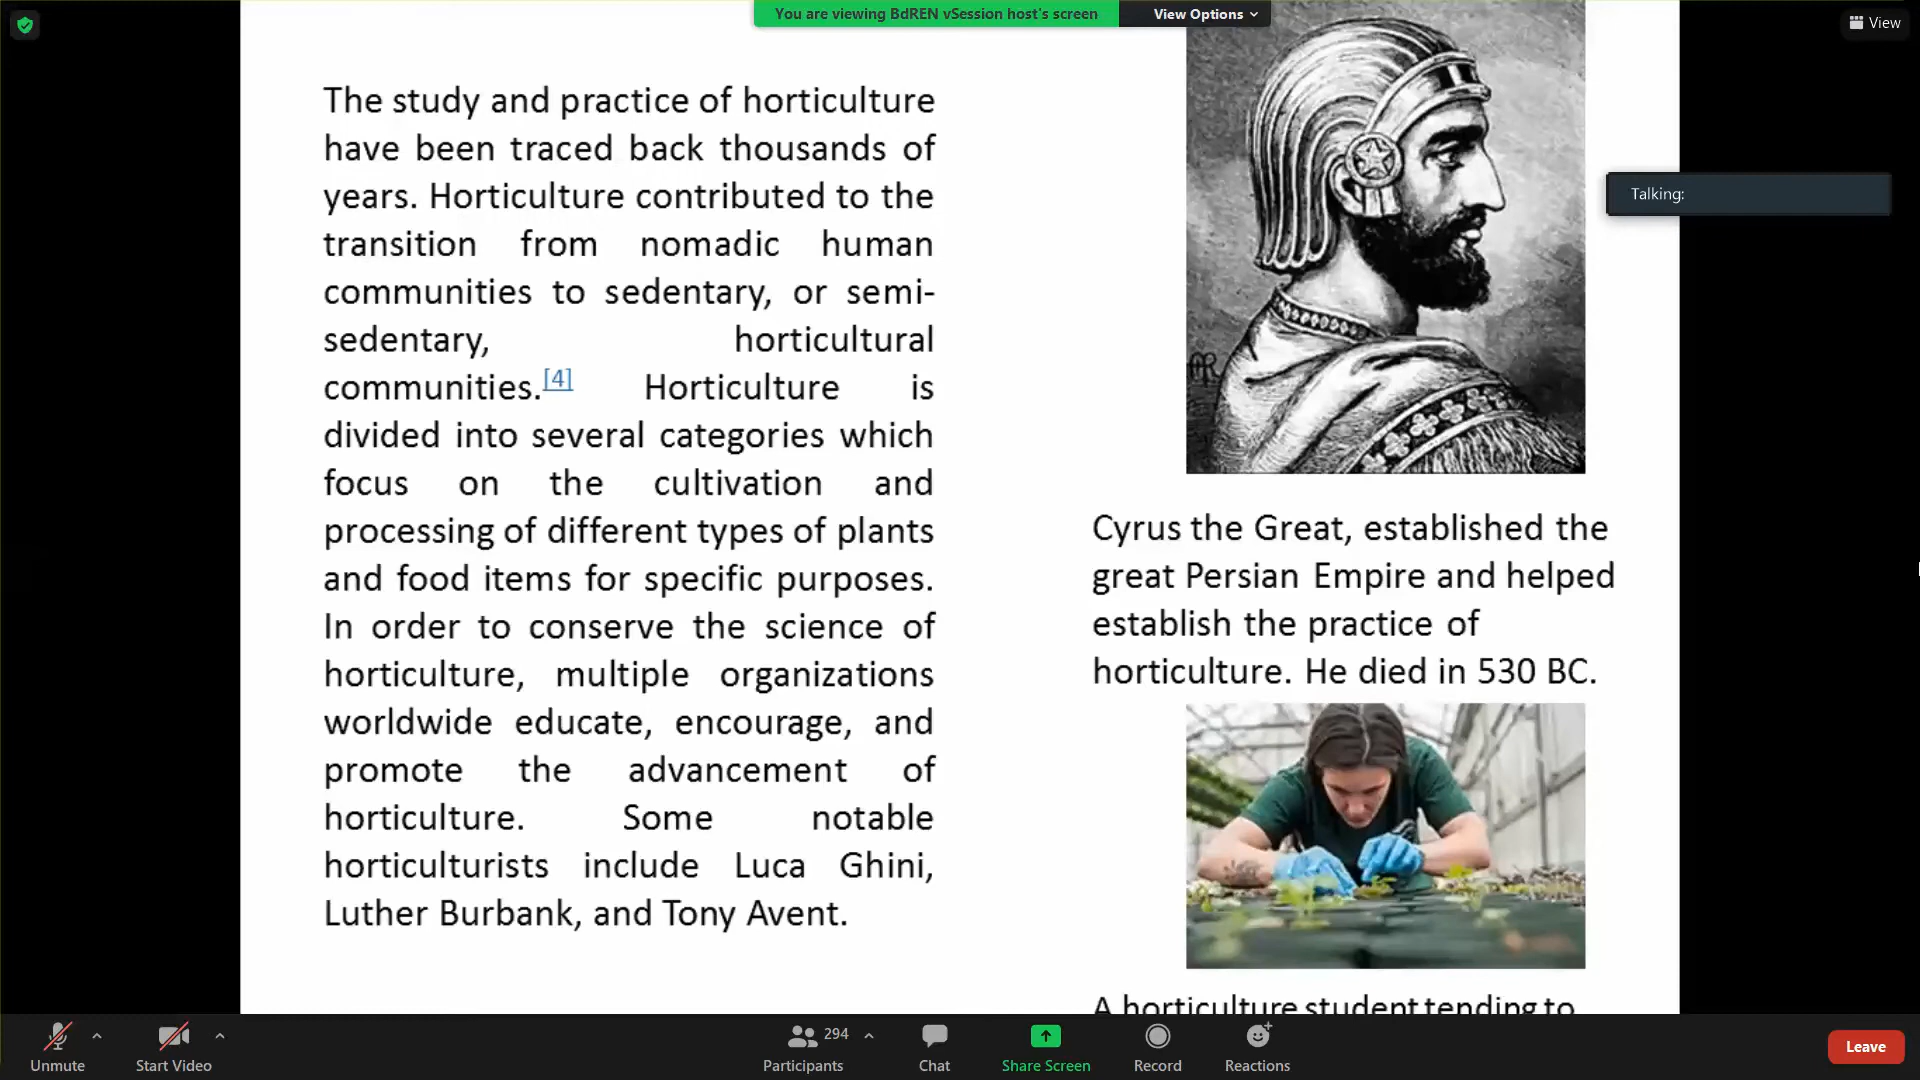 You are viewing BdREN vSession host's screen
View Options
View
The study and practice of horticulture
have been traced back thousands of
years. Horticulture contributed to the
transition from nomadic human
communities to sedentary, or semi-
sedentary, horticultural
communities.[4] Horticulture is
divided into several categories which
focus on the cultivation and
processing of different types of plants
and food items for specific purposes.
In order to conserve the science of
horticulture, multiple organizations
worldwide educate, encourage, and
promote the advancement of
horticulture. Some notable
horticulturists include Luca Ghini,
Luther Burbank, and Tony Avent.
Talking:
Cyrus the Great, established the
great Persian Empire and helped
establish the practice of
horticulture. He died in 530 BC.
A horticulture student tending to
Unmute
Start Video
294
Participants
Chat
Share Screen
Record
Reactions
Leave